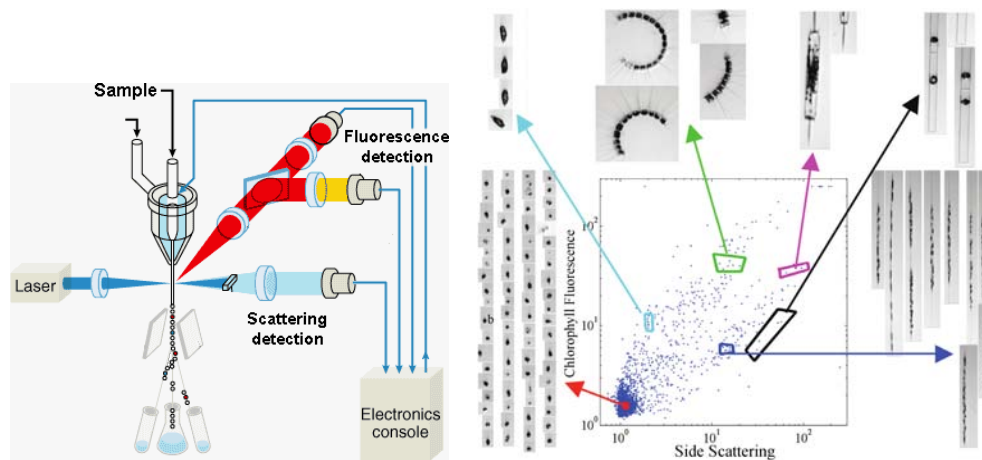 Sample
Fluorescence
detection
Laser
Scattering
detection
Electronics
console
b
Chlorophyll Fluorescence
10²
10¹
10⁰
10⁰
10¹
10²
Side Scattering